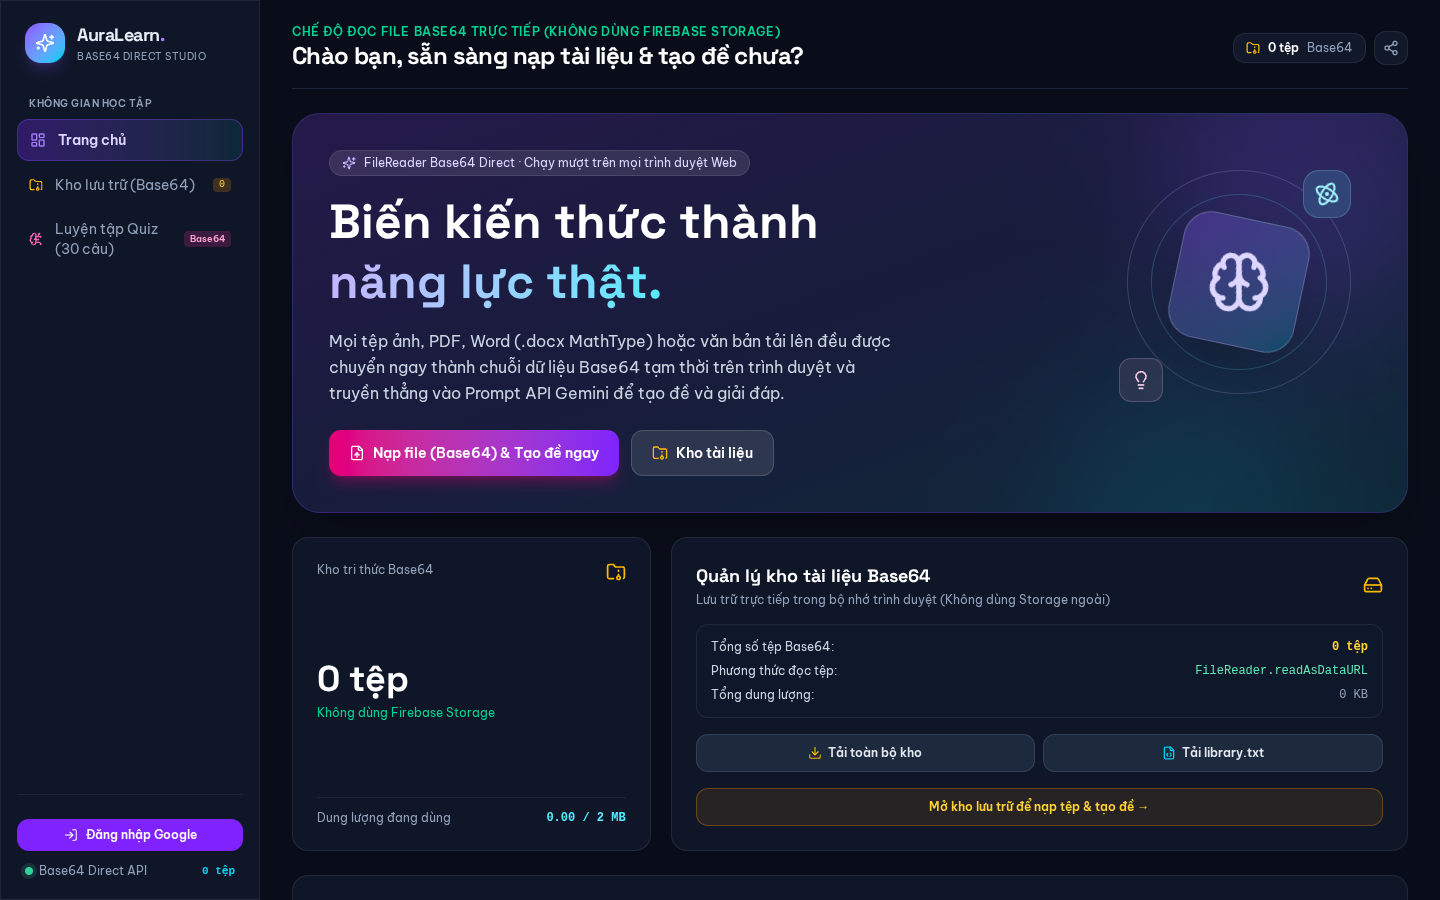 AuraLearn.
BASE64 DIRECT STUDIO
KHÔNG GIAN HỌC TẬP
Trang chủ
Kho lưu trữ (Base64)
0
Luyện tập Quiz
(30 câu)
Base64
Đăng nhập Google
Base64 Direct API
0 tệp
CHẾ ĐỘ ĐỌC FILE BASE64 TRỰC TIẾP (KHÔNG DÙNG FIREBASE STORAGE)
Chào bạn, sẵn sàng nạp tài liệu & tạo đề chưa?
0 tệp Base64
FileReader Base64 Direct · Chạy mượt trên mọi trình duyệt Web
Biến kiến thức thành
năng lực thật.
Mọi tệp ảnh, PDF, Word (.docx MathType) hoặc văn bản tải lên đều được
chuyển ngay thành chuỗi dữ liệu Base64 tạm thời trên trình duyệt và
truyền thẳng vào Prompt API Gemini để tạo đề và giải đáp.
Nạp file (Base64) & Tạo đề ngay
Kho tài liệu
Kho tri thức Base64
0 tệp
Không dùng Firebase Storage
Dung lượng đang dùng
0.00 / 2 MB
Quản lý kho tài liệu Base64
Lưu trữ trực tiếp trong bộ nhớ trình duyệt (Không dùng Storage ngoài)
Tổng số tệp Base64:
0 tệp
Phương thức đọc tệp:
FileReader.readAsDataURL
Tổng dung lượng:
0 KB
Tải toàn bộ kho
Tải library.txt
Mở kho lưu trữ để nạp tệp & tạo đề →